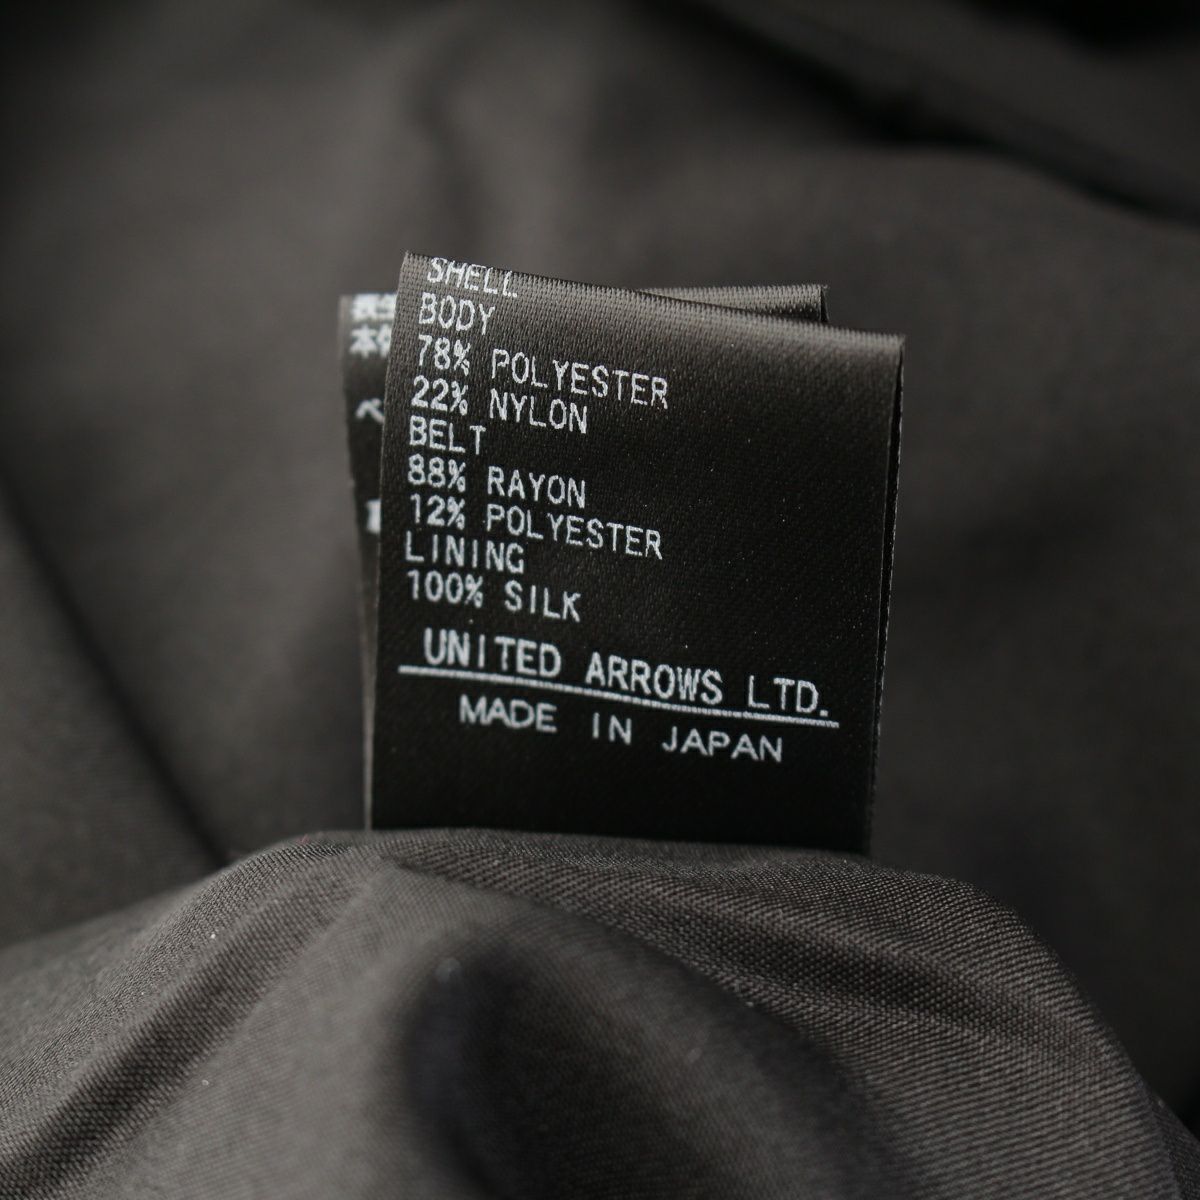 SHELL
BODY
78% POLYESTER
22% NYLON
BELT
88% RAYON
12% POLYESTER
LINING
100% SILK
UNITED ARROWS LTD.
MADE IN JAPAN